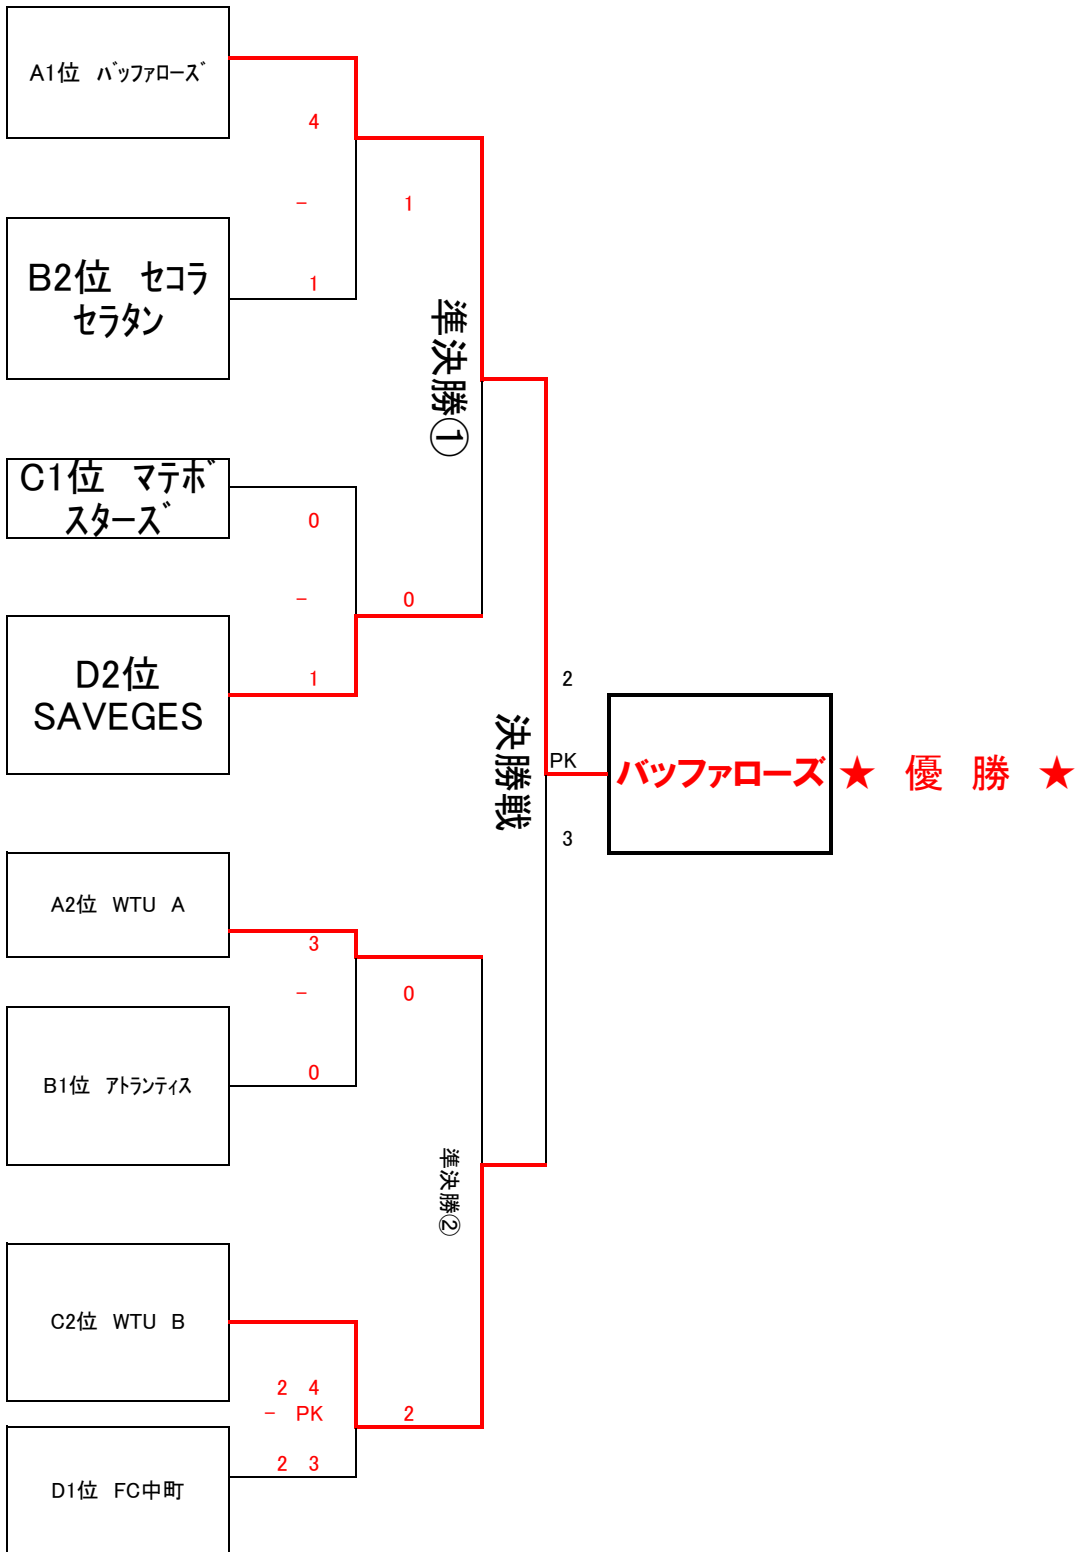 A1位　バッファローズ
4
-
1
1
B2位　セコラ
セラタン
準決勝①
C1位　マテボ
スターズ
0
-
0
1
D2位
SAVEGES
2
決勝戦
PK
バッファローズ
★　優　勝　★
3
A2位　WTU　A
3
-
0
0
B1位　アトランティス
準決勝②
C2位　WTU　B
2　4
-　PK
2
2　3
D1位　FC中町